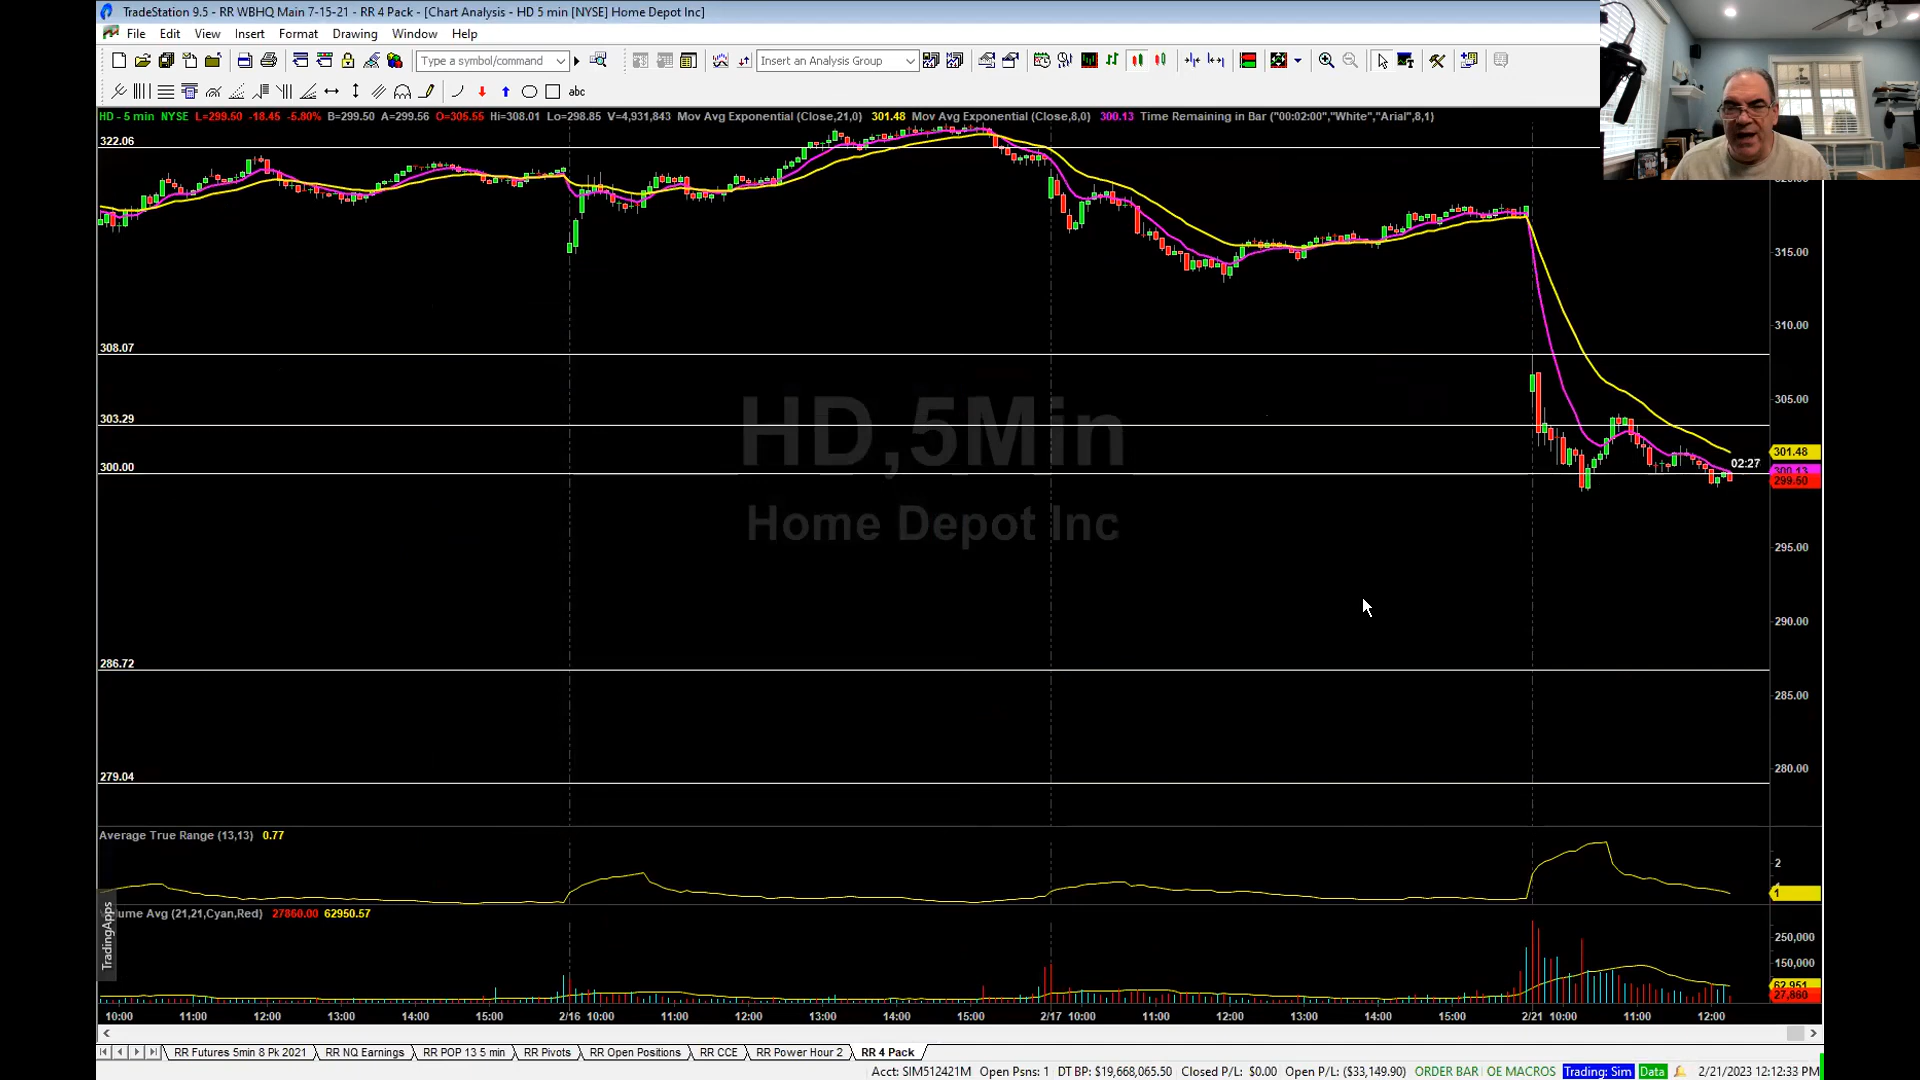 TradeStation 9.5 - RR WBHQ Main 7-15-21 - RR 4 Pack - [Chart Analysis - HD 5 min [NYSE] Home Depot Inc]
File Edit View Insert Format Drawing Window Help
Type a symbol/command
Insert an Analysis Group
abc
HD - 5 min NYSE L=299.50 -18.45 -5.80% B=299.50 A=299.56 O=305.55 Hi=308.01 Lo=298.85 V=4,931,843 Mov Avg Exponential (Close,21,0) 301.48 Mov Avg Exponential (Close,8,0) 300.13 Time Remaining in Bar ("00:02:00","White","Arial",8,1)
322.06
315.00
310.00
308.07
305.00
303.29
HD,5Min
301.48
300.00
02:27
300.13
299.50
Home Depot Inc
295.00
290.00
286.72
285.00
279.04
280.00
Average True Range (13,13) 0.77
2
1
TradingApps
Avg (21,21,Cyan,Red) 27860.00 62950.57
250,000
150,000
62,951
27,860
10:00 11:00 12:00 13:00 14:00 15:00 2/16 10:00 11:00 12:00 13:00 14:00 15:00 2/17 10:00 11:00 12:00 13:00 14:00 15:00 2/21 10:00 11:00 12:00
RR Futures 5min 8 Pk 2021 RR NQ Earnings RR POP 13 5 min RR Pivots RR Open Positions RR CCE RR Power Hour 2 RR 4 Pack
Acct: SIM512421M Open Psns: 1 DT BP: $19,668,065.50 Closed P/L: $0.00 Open P/L: ($33,149.90) ORDER BAR OE MACROS Trading: Sim Data 2/21/2023 12:12:33 PM